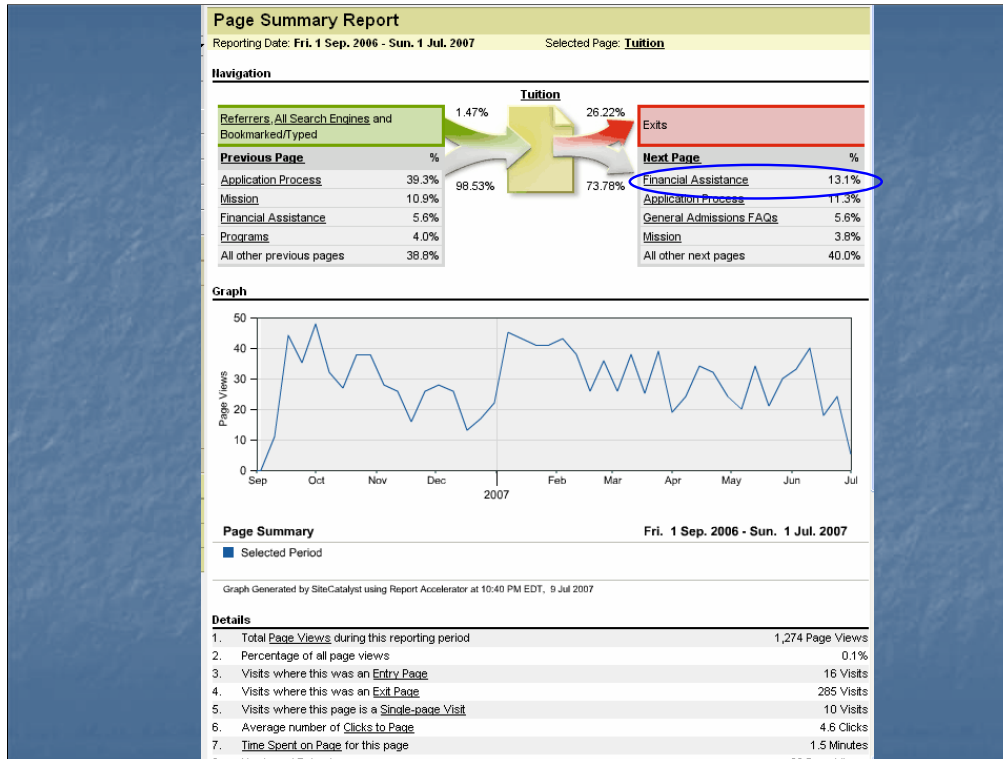 Page Summary Report
Reporting Date: Fri. 1 Sep. 2006 - Sun. 1 Jul. 2007 Selected Page: Tuition
Navigation
Tuition
Referrers, All Search Engines and
Bookmarked/Typed
1.47%
26.22%
Exits
Previous Page %
Application Process 39.3%
Mission 10.9%
Financial Assistance 5.6%
Programs 4.0%
All other previous pages 38.8%
98.53%
73.78%
Next Page %
Financial Assistance 13.1%
Application Process 11.3%
General Admissions FAQs 5.6%
Mission 3.8%
All other next pages 40.0%
Graph
50
40
30
20
10
0
Page Views
Sep Oct Nov Dec Feb Mar Apr May Jun Jul
2007
Page Summary Fri. 1 Sep. 2006 - Sun. 1 Jul. 2007
Selected Period
Graph Generated by SiteCatalyst using Report Accelerator at 10:40 PM EDT, 9 Jul 2007
Details
1. Total Page Views during this reporting period 1,274 Page Views
2. Percentage of all page views 0.1%
3. Visits where this was an Entry Page 16 Visits
4. Visits where this was an Exit Page 285 Visits
5. Visits where this page is a Single-page Visit 10 Visits
6. Average number of Clicks to Page 4.6 Clicks
7. Time Spent on Page for this page 1.5 Minutes